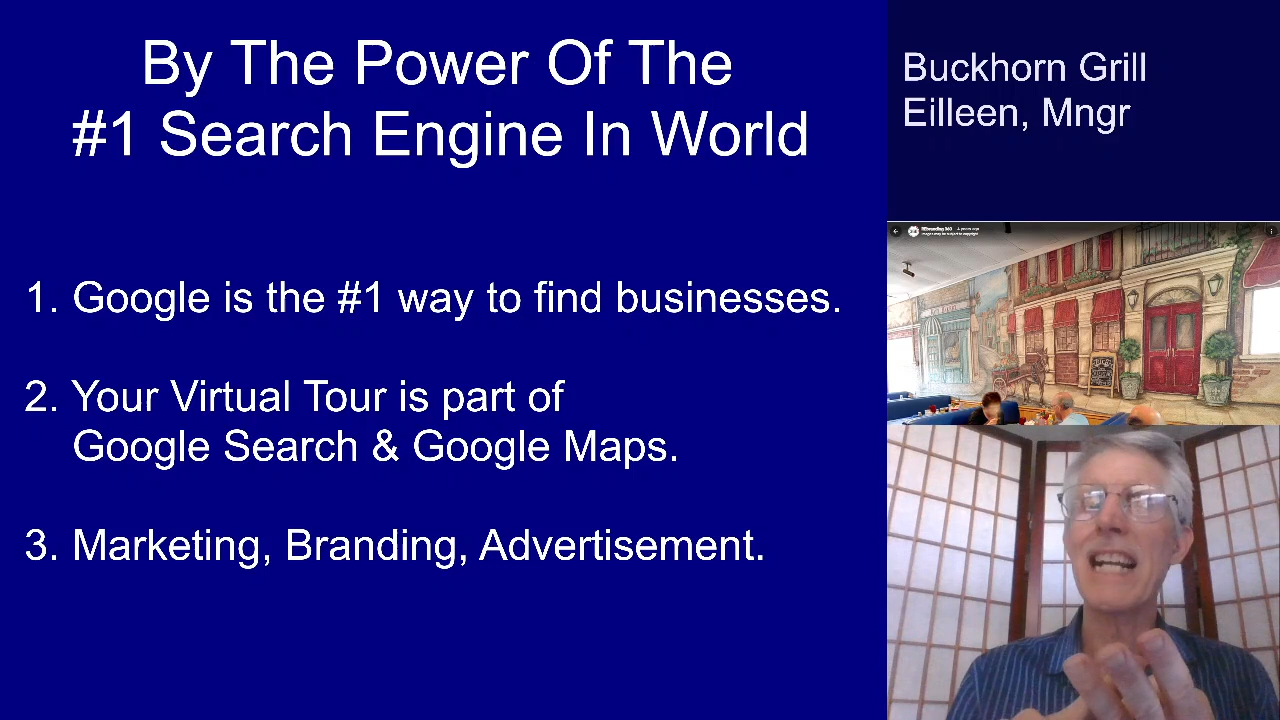 By The Power Of The
#1 Search Engine In World
1. Google is the #1 way to find businesses.
2. Your Virtual Tour is part of
Google Search & Google Maps.
3. Marketing, Branding, Advertisement.
Buckhorn Grill
Eilleen, Mngr